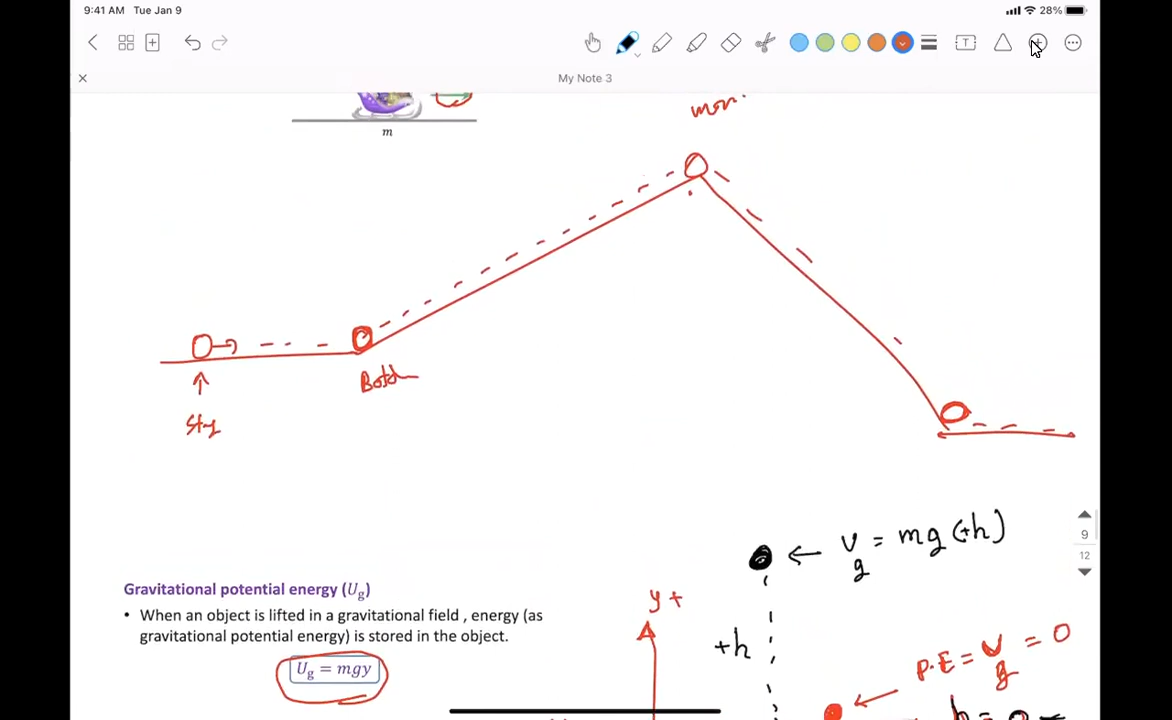 9:41 AM Tue Jan 9
28%
T
My Note 3
m
9
12
U = mg (+h)
g
Gravitational potential energy (Ug)
• When an object is lifted in a gravitational field , energy (as
gravitational potential energy) is stored in the object.
Ug = mgy
y +
+h
P.E = U = 0
g
h = 0